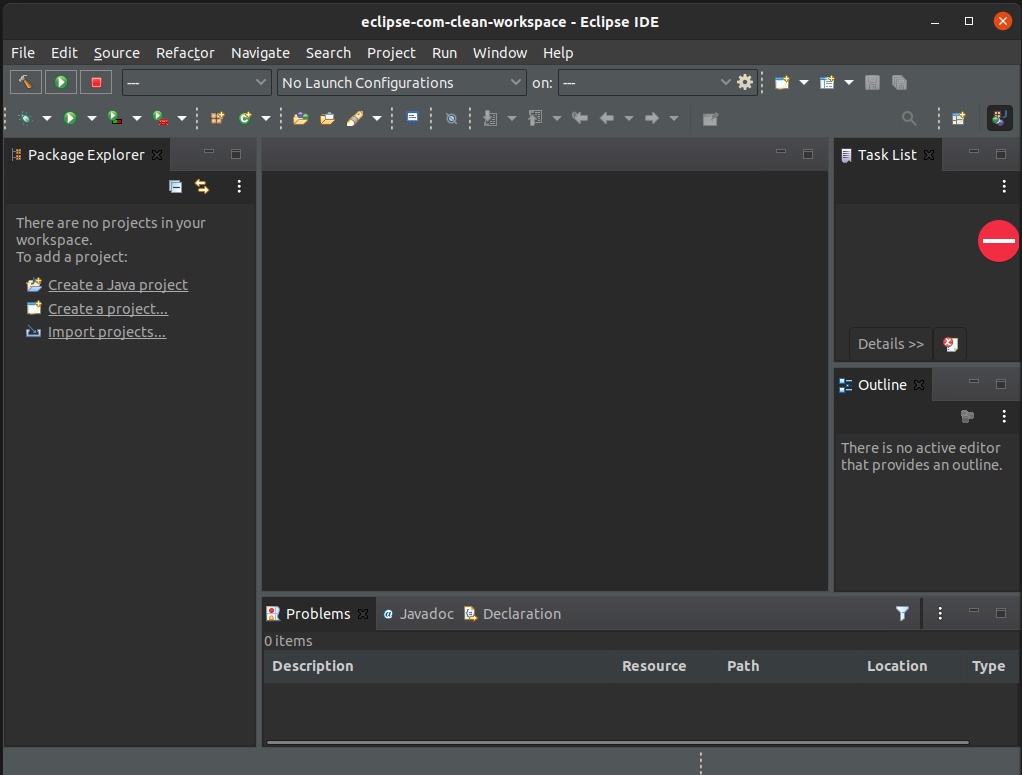 eclipse-com-clean-workspace - Eclipse IDE
File Edit Source Refactor Navigate Search Project Run Window Help
--- No Launch Configurations on: ---
Package Explorer
There are no projects in your
workspace.
To add a project:
Create a Java project
Create a project...
Import projects...
Task List
Details >>
Outline
There is no active editor
that provides an outline.
Problems @ Javadoc Declaration
0 items
Description Resource Path Location Type